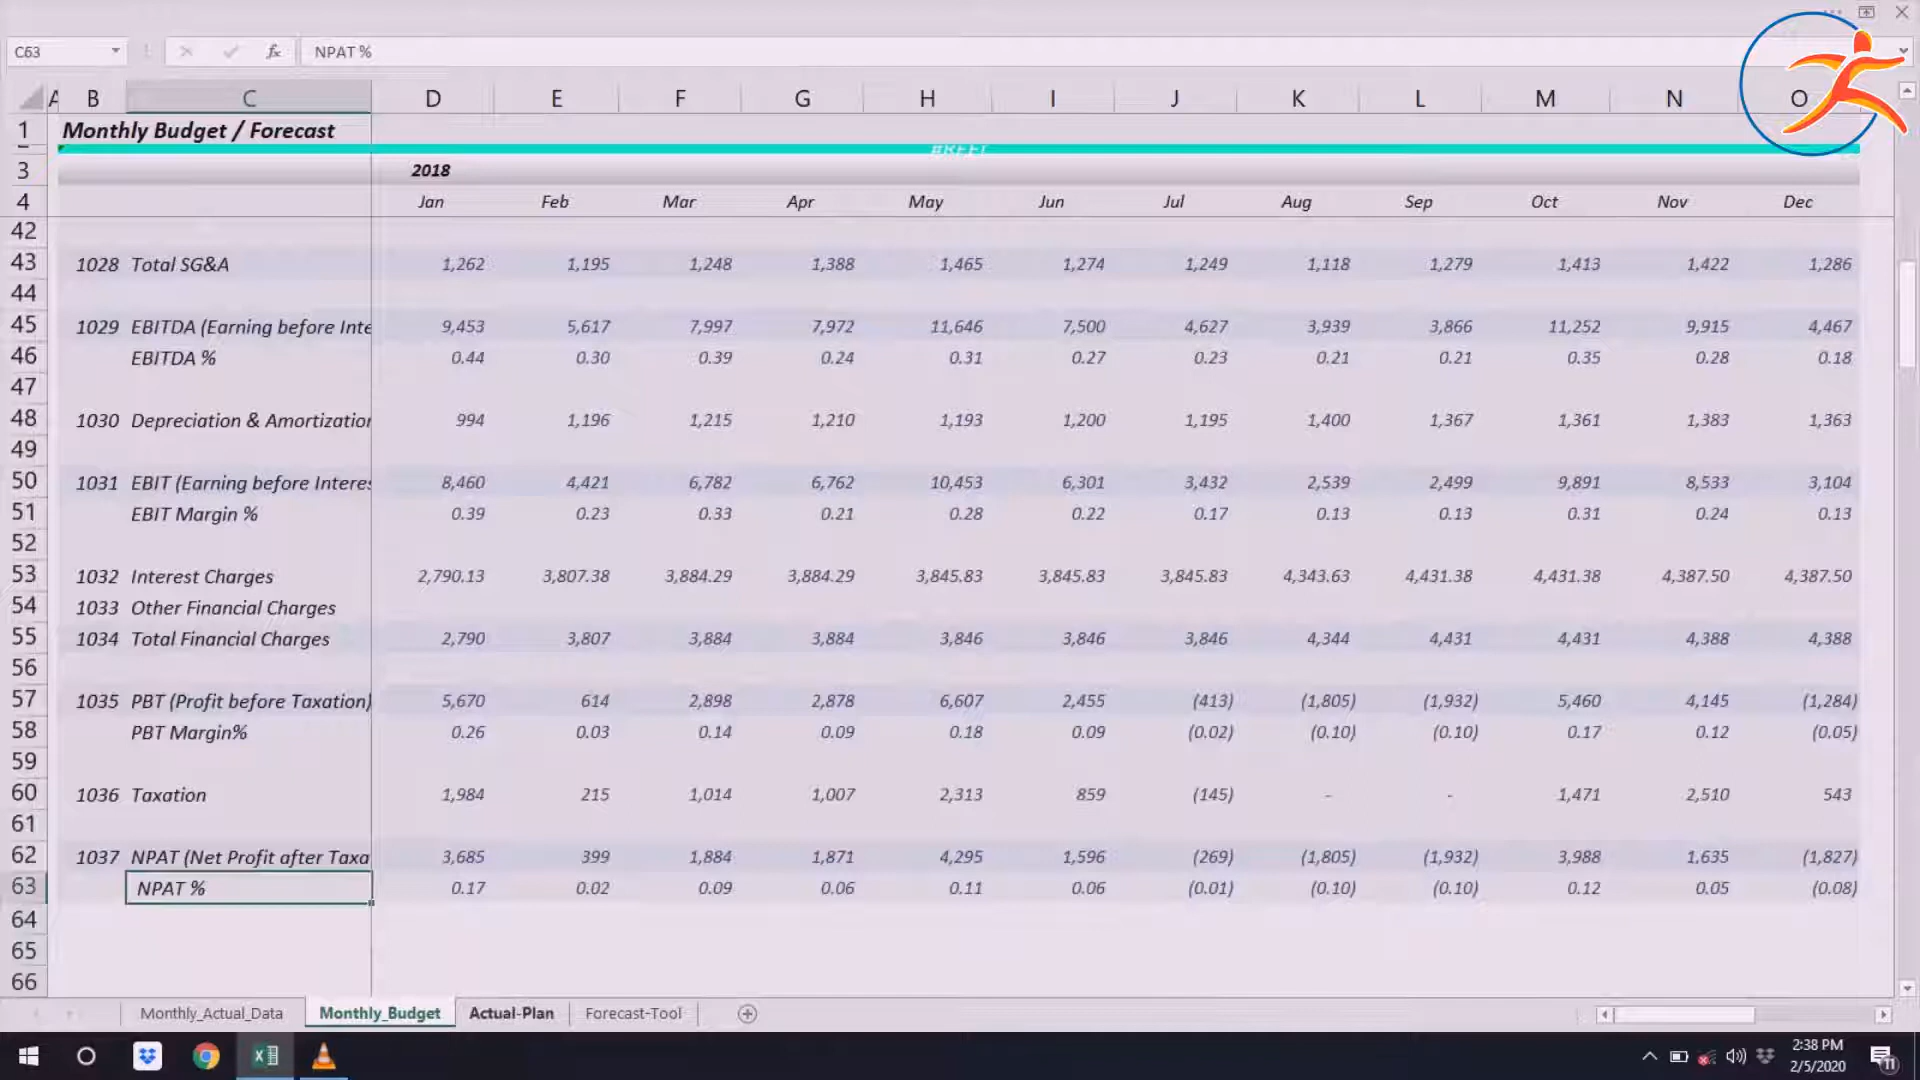 C63 fx NPAT %
A B C D E F G H I J K L M N O
1 Monthly Budget / Forecast
3 2018
4 Jan Feb Mar Apr May Jun Jul Aug Sep Oct Nov Dec
42
43 1028 Total SG&A 1,262 1,195 1,248 1,388 1,465 1,274 1,249 1,118 1,279 1,413 1,422 1,286
44
45 1029 EBITDA (Earning before Inte 9,453 5,617 7,997 7,972 11,646 7,500 4,627 3,939 3,866 11,252 9,915 4,467
46 EBITDA % 0.44 0.30 0.39 0.24 0.31 0.27 0.23 0.21 0.21 0.35 0.28 0.18
47
48 1030 Depreciation & Amortization 994 1,196 1,215 1,210 1,193 1,200 1,195 1,400 1,367 1,361 1,383 1,363
49
50 1031 EBIT (Earning before Interes 8,460 4,421 6,782 6,762 10,453 6,301 3,432 2,539 2,499 9,891 8,533 3,104
51 EBIT Margin % 0.39 0.23 0.33 0.21 0.28 0.22 0.17 0.13 0.13 0.31 0.24 0.13
52
53 1032 Interest Charges 2,790.13 3,807.38 3,884.29 3,884.29 3,845.83 3,845.83 3,845.83 4,343.63 4,431.38 4,431.38 4,387.50 4,387.50
54 1033 Other Financial Charges
55 1034 Total Financial Charges 2,790 3,807 3,884 3,884 3,846 3,846 3,846 4,344 4,431 4,431 4,388 4,388
56
57 1035 PBT (Profit before Taxation) 5,670 614 2,898 2,878 6,607 2,455 (413) (1,805) (1,932) 5,460 4,145 (1,284)
58 PBT Margin% 0.26 0.03 0.14 0.09 0.18 0.09 (0.02) (0.10) (0.10) 0.17 0.12 (0.05)
59
60 1036 Taxation 1,984 215 1,014 1,007 2,313 859 (145) - - 1,471 2,510 543
61
62 1037 NPAT (Net Profit after Taxa 3,685 399 1,884 1,871 4,295 1,596 (269) (1,805) (1,932) 3,988 1,635 (1,827)
63 NPAT % 0.17 0.02 0.09 0.06 0.11 0.06 (0.01) (0.10) (0.10) 0.12 0.05 (0.08)
64
65
66
Monthly_Actual_Data Monthly_Budget Actual-Plan Forecast-Tool
2:38 PM
2/5/2020
11